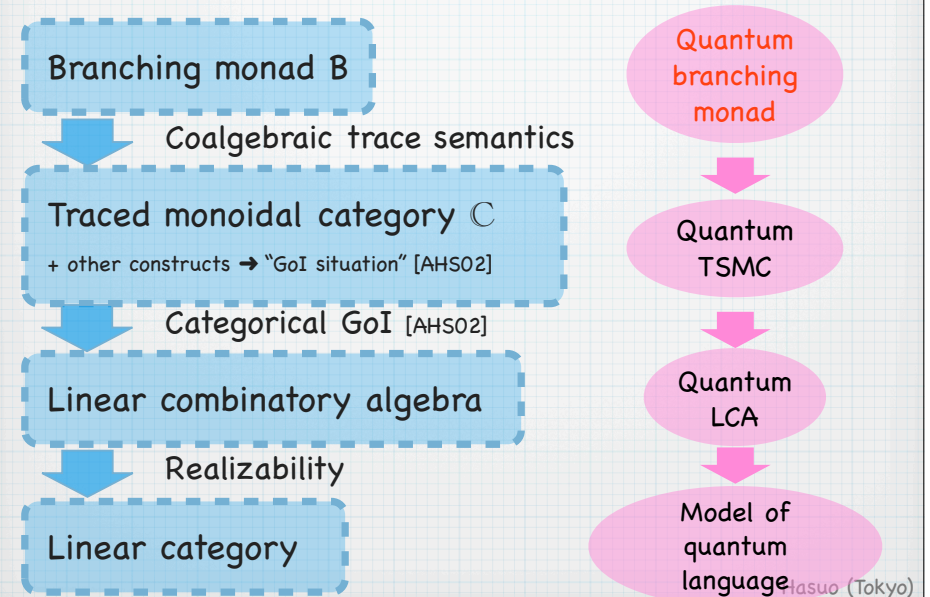 Branching monad B
Coalgebraic trace semantics
Traced monoidal category ℂ
+ other constructs ➜ “GoI situation” [AHS02]
Categorical GoI [AHS02]
Linear combinatory algebra
Realizability
Linear category
Quantum
branching
monad
Quantum
TSMC
Quantum
LCA
Model of
quantum
language
Hasuo (Tokyo)